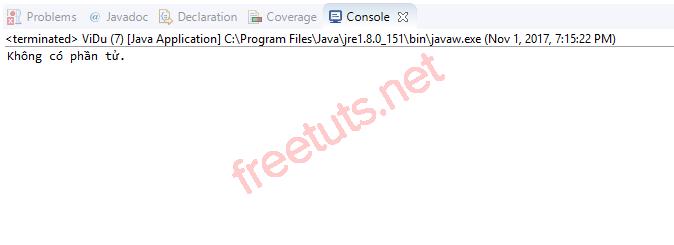 Problems @ Javadoc Declaration Coverage Console
<terminated> ViDu (7) [Java Application] C:\Program Files\Java\jre1.8.0_151\bin\javaw.exe (Nov 1, 2017, 7:15:22 PM)
Không có phần tử.
freetuts.net